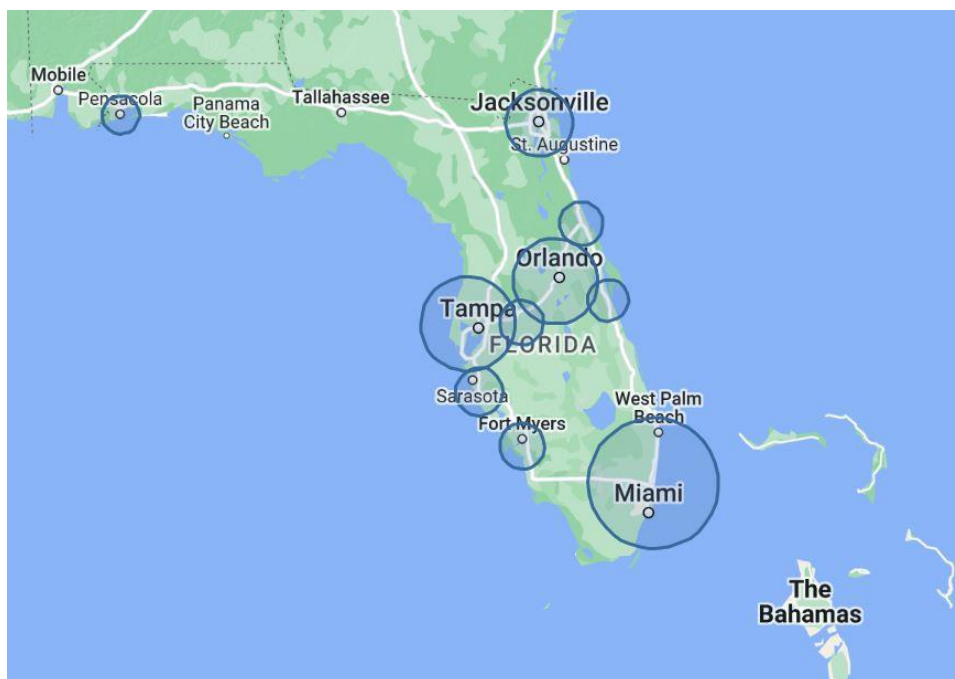 Mobile
Pensacola
Panama
City Beach
Tallahassee
Jacksonville
St. Augustine
Orlando
Tampa
FLORIDA
Sarasota
Fort Myers
West Palm
Beach
Miami
The
Bahamas